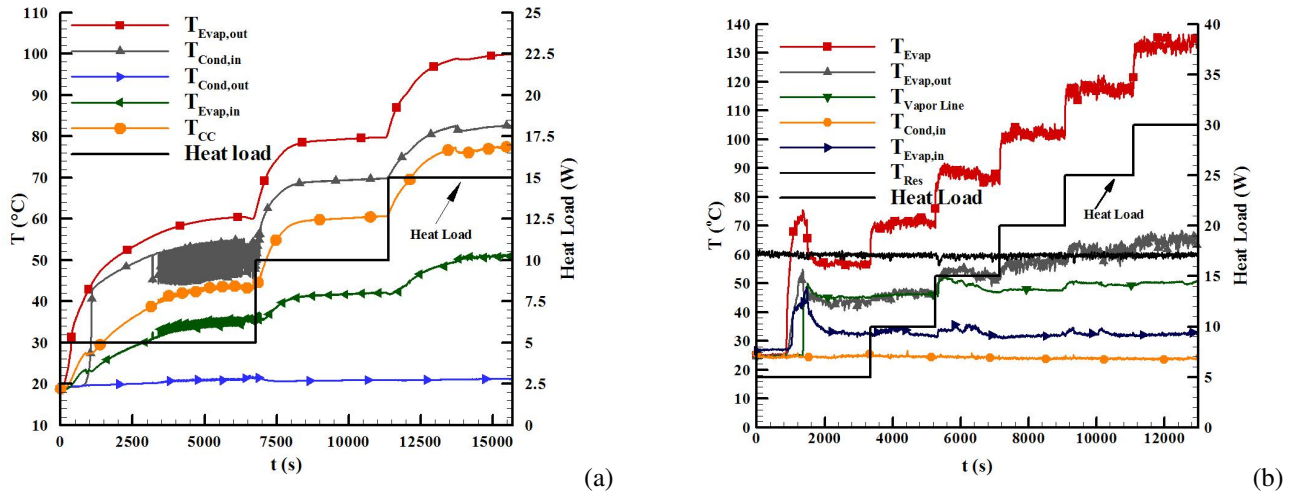 T_Evap,out
T_Cond,in
T_Cond,out
T_Evap,in
T_CC
Heat load
Heat Load
T (°C)
110
100
90
80
70
60
50
40
30
20
10
Heat Load (W)
25
22.5
20
17.5
15
12.5
10
7.5
5
2.5
0
0 2500 5000 7500 10000 12500 15000
t (s)
(a)
T_Evap
T_Evap,out
T_Vapor Line
T_Cond,in
T_Evap,in
T_Res
Heat Load
Heat Load
T (°C)
140
130
120
110
100
90
80
70
60
50
40
30
20
10
0
Heat Load (W)
40
35
30
25
20
15
10
5
0
0 2000 4000 6000 8000 10000 12000
t (s)
(b)